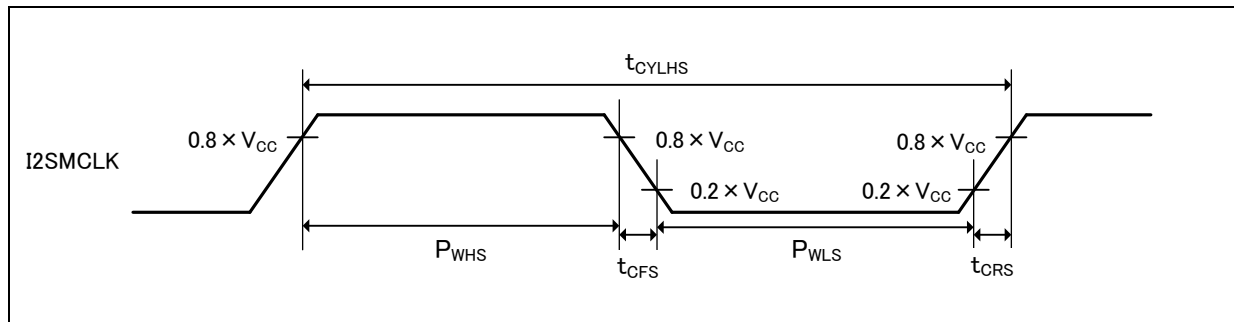 tCYLHS
0.8 × VCC
0.8 × VCC
0.8 × VCC
I2SMCLK
0.2 × VCC
0.2 × VCC
PWHS
tCFS
PWLS
tCRS